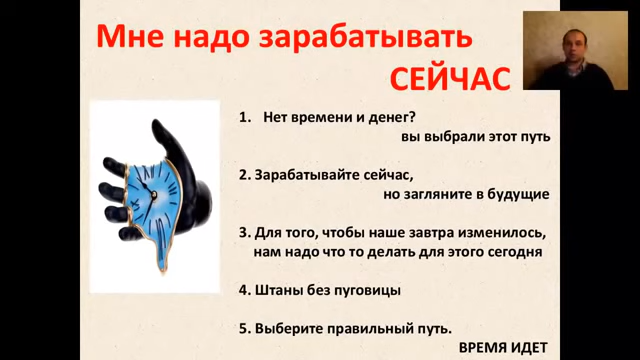 Мне надо зарабатывать
СЕЙЧАС
1. Нет времени и денег?
вы выбрали этот путь
2. Зарабатывайте сейчас,
но загляните в будущие
3. Для того, чтобы наше завтра изменилось,
нам надо что то делать для этого сегодня
4. Штаны без пуговицы
5. Выберите правильный путь.
ВРЕМЯ ИДЕТ